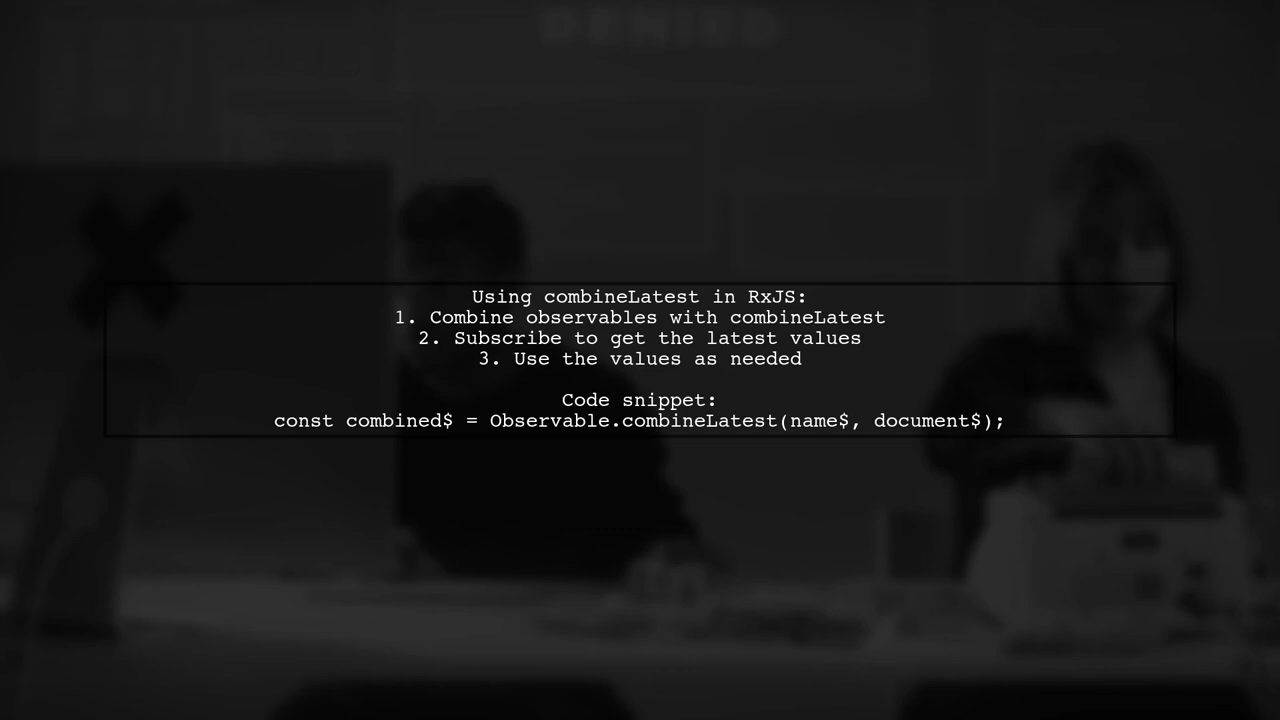 DENIED
Using combineLatest in RxJS:
1. Combine observables with combineLatest
2. Subscribe to get the latest values
3. Use the values as needed
Code snippet:
const combined$ = Observable.combineLatest(name$, document$);